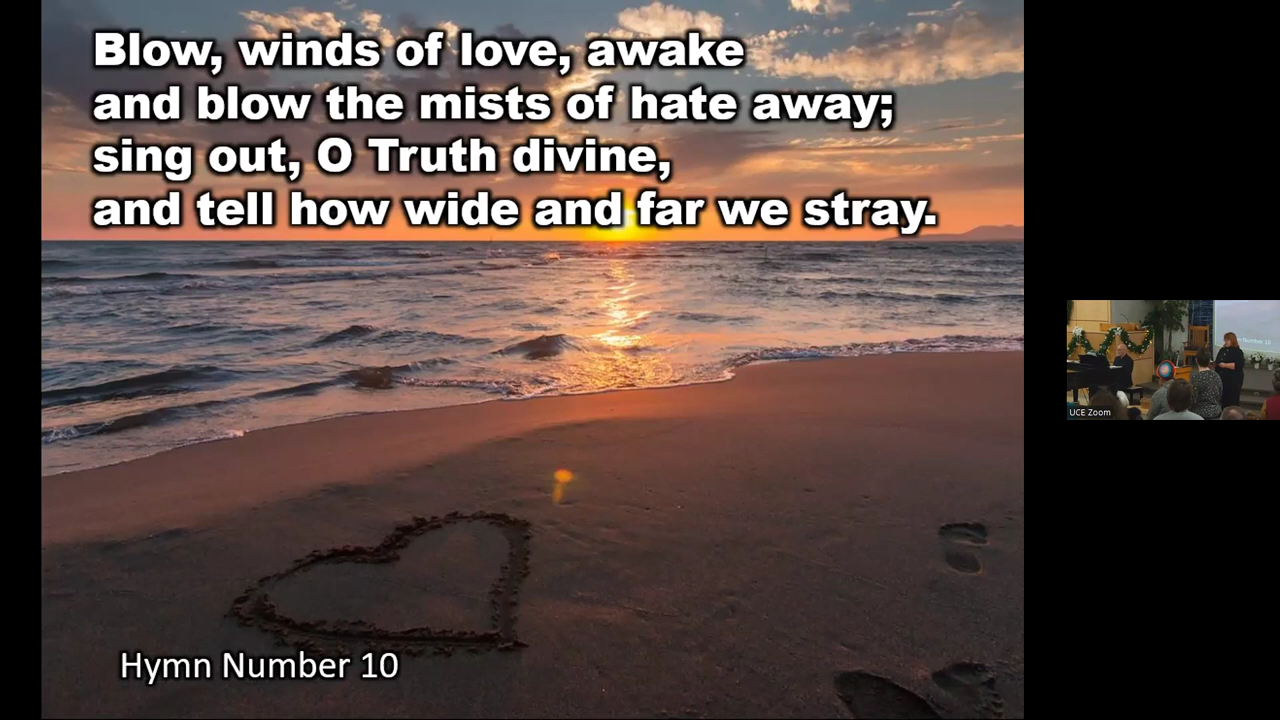 Blow, winds of love, awake
and blow the mists of hate away;
sing out, O Truth divine,
and tell how wide and far we stray.
Hymn Number 10
UCE Zoom